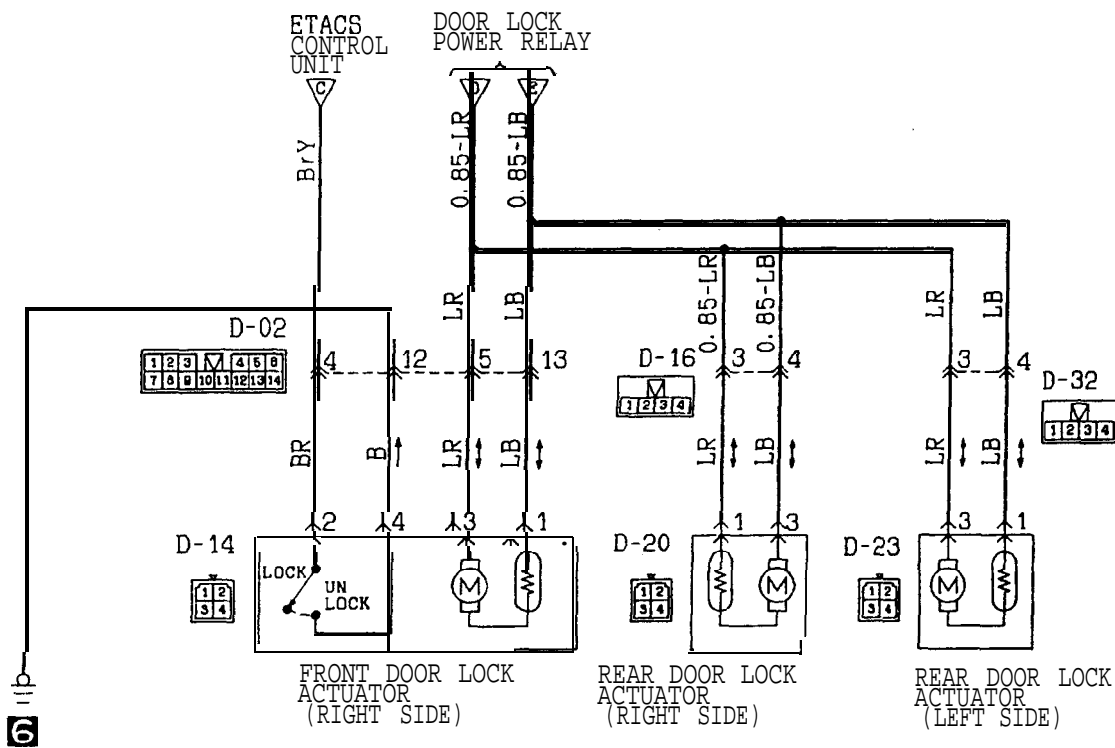 ETACS
CONTROL
UNIT
DOOR LOCK
POWER RELAY
C
D
E
BrY
0.85-LR
0.85-LB
0.85-LR
0.85-LB
LR
LB
LR
LB
D-02
1 2 3 4 5 6
7 8 9 10 11 12 13 14
4
12
5
13
D-16
1 2 3 4
3
4
3
4
D-32
1 2 3 4
BR
B
LR
LB
LR
LB
LR
LB
2
4
3
1
1
3
3
1
D-14
1 2
3 4
LOCK
UN
LOCK
M
D-20
1 2
3 4
M
D-23
1 2
3 4
M
FRONT DOOR LOCK
ACTUATOR
(RIGHT SIDE)
REAR DOOR LOCK
ACTUATOR
(RIGHT SIDE)
REAR DOOR LOCK
ACTUATOR
(LEFT SIDE)
6